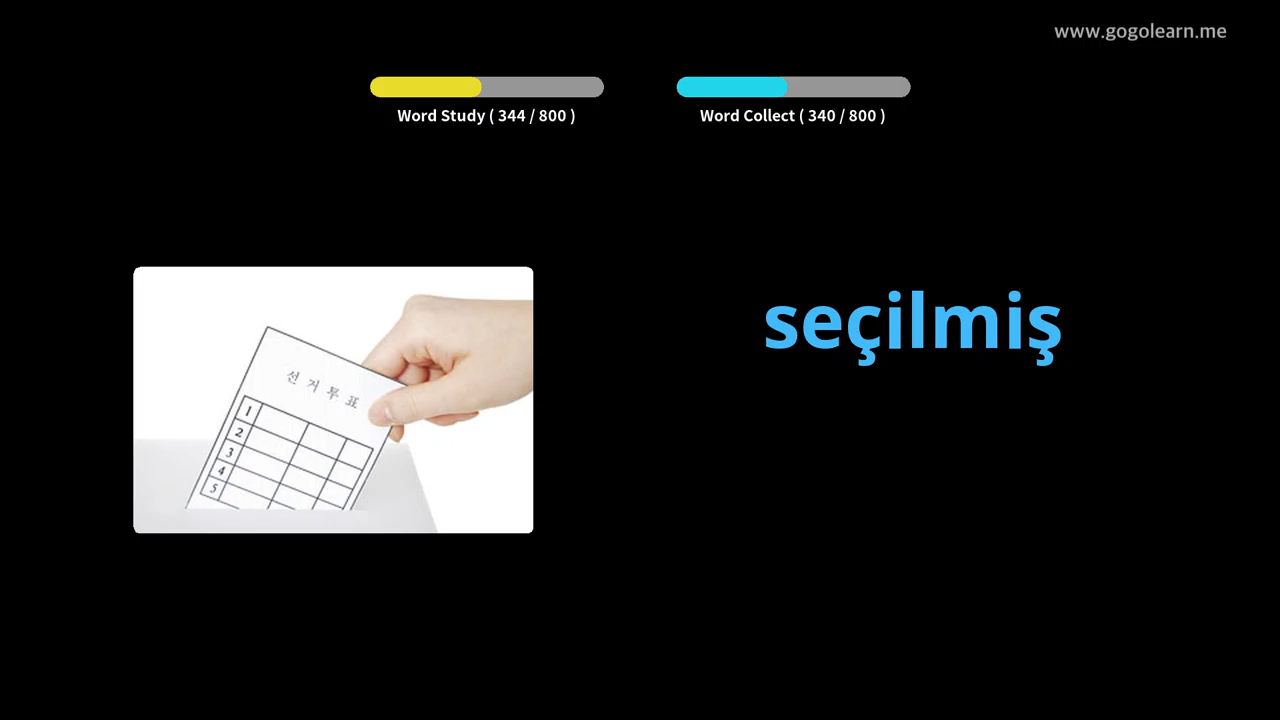 www.gogolearn.me
Word Study ( 344 / 800 )
Word Collect ( 340 / 800 )
seçilmiş
선거투표
1
2
3
4
5